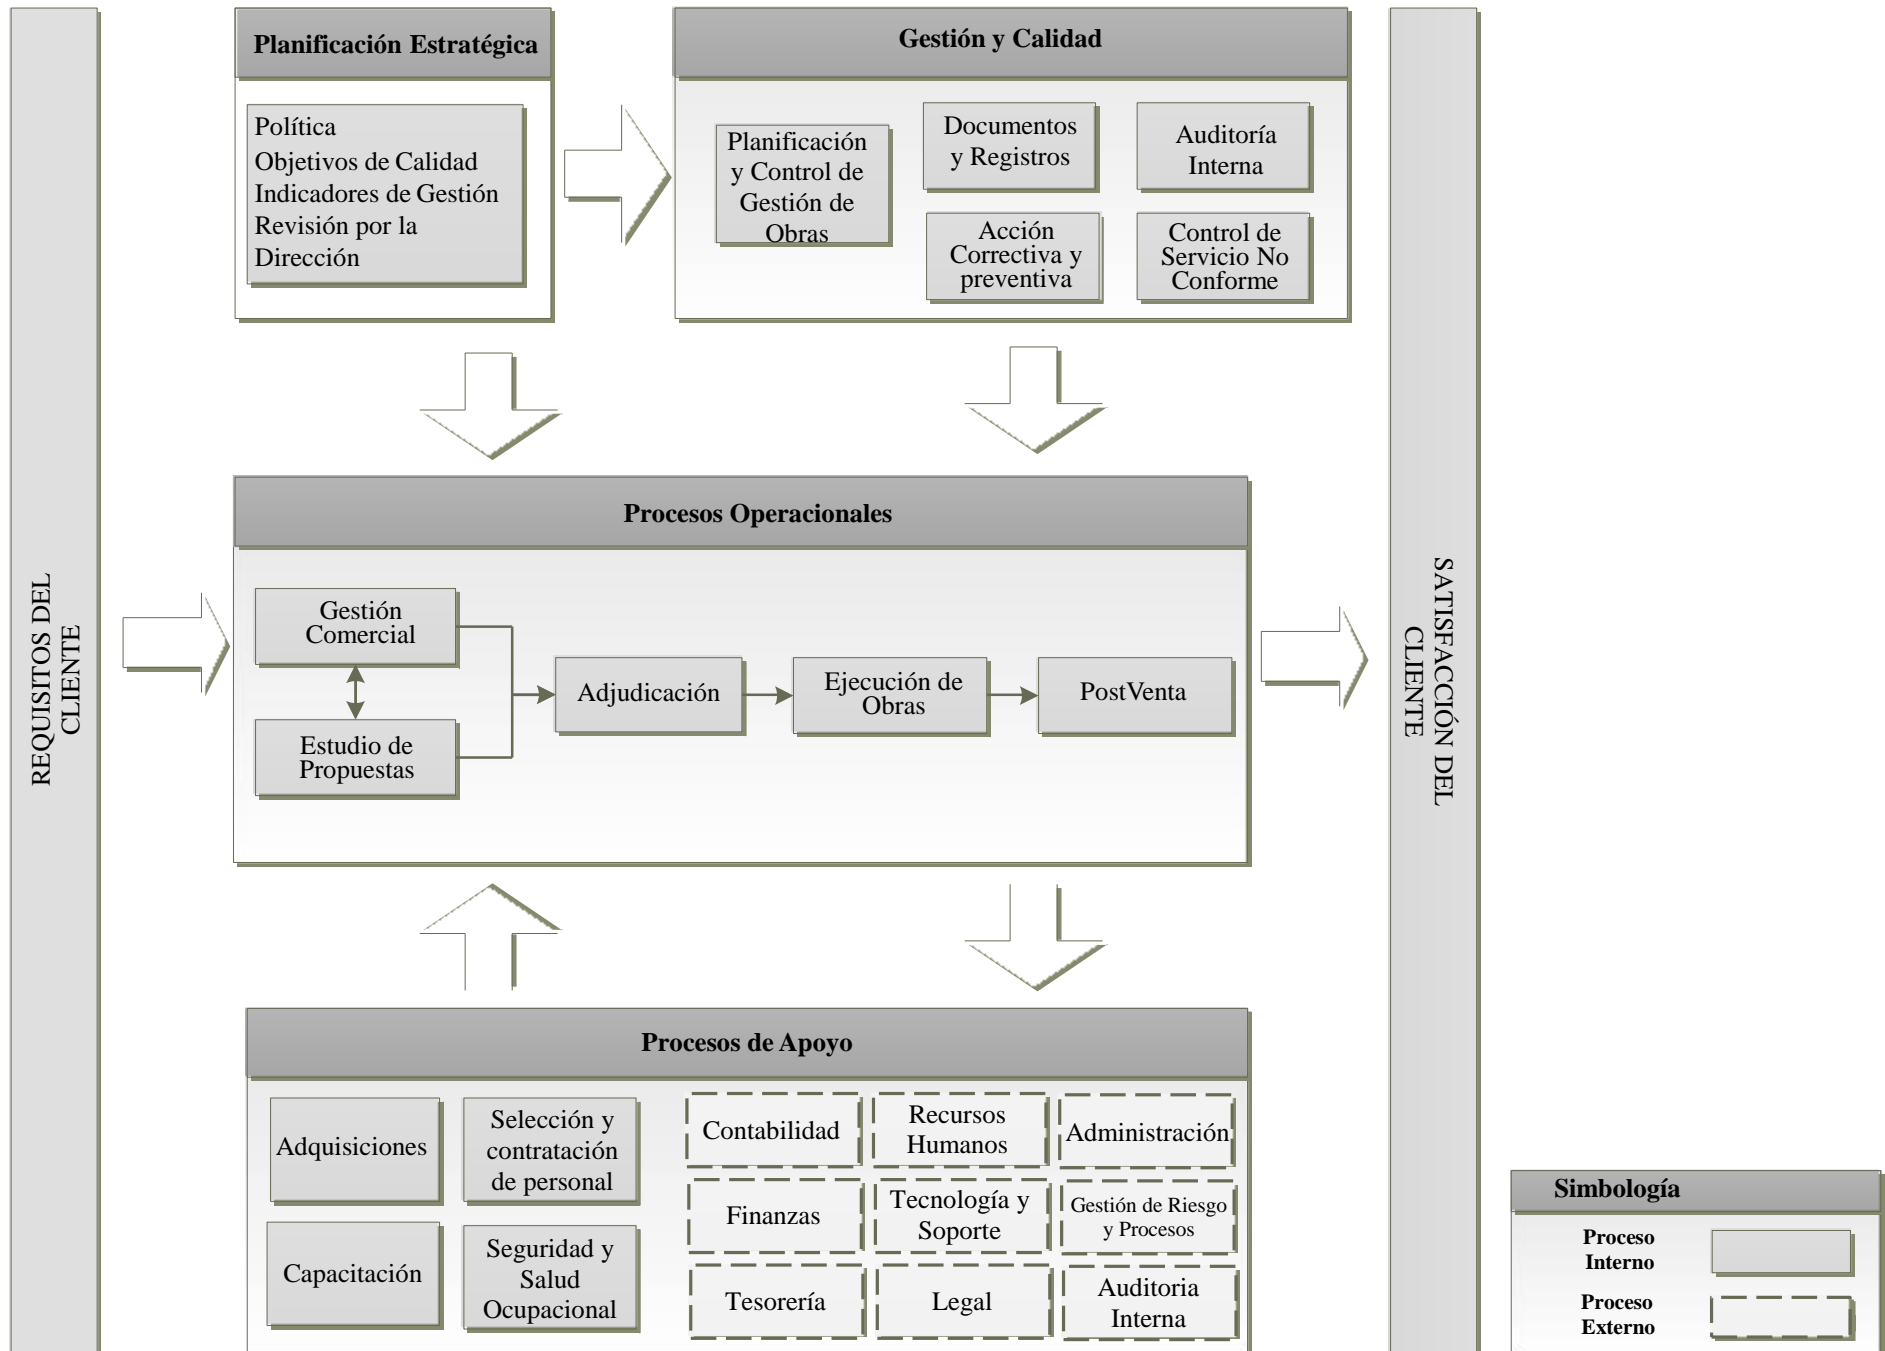 Planificación Estratégica
Política
Objetivos de Calidad
Indicadores de Gestión
Revisión por la
Dirección
Gestión y Calidad
Planificación
y Control de
Gestión de
Obras
Documentos
y Registros
Auditoría
Interna
Acción
Correctiva y
preventiva
Control de
Servicio No
Conforme
REQUISITOS DEL
CLIENTE
Procesos Operacionales
Gestión
Comercial
Estudio de
Propuestas
Adjudicación
Ejecución de
Obras
PostVenta
SATISFACCIÓN DEL
CLIENTE
Procesos de Apoyo
Adquisiciones
Selección y
contratación
de personal
Capacitación
Seguridad y
Salud
Ocupacional
Contabilidad
Recursos
Humanos
Administración
Finanzas
Tecnología y
Soporte
Gestión de Riesgo
y Procesos
Tesorería
Legal
Auditoria
Interna
Simbología
Proceso
Interno
Proceso
Externo